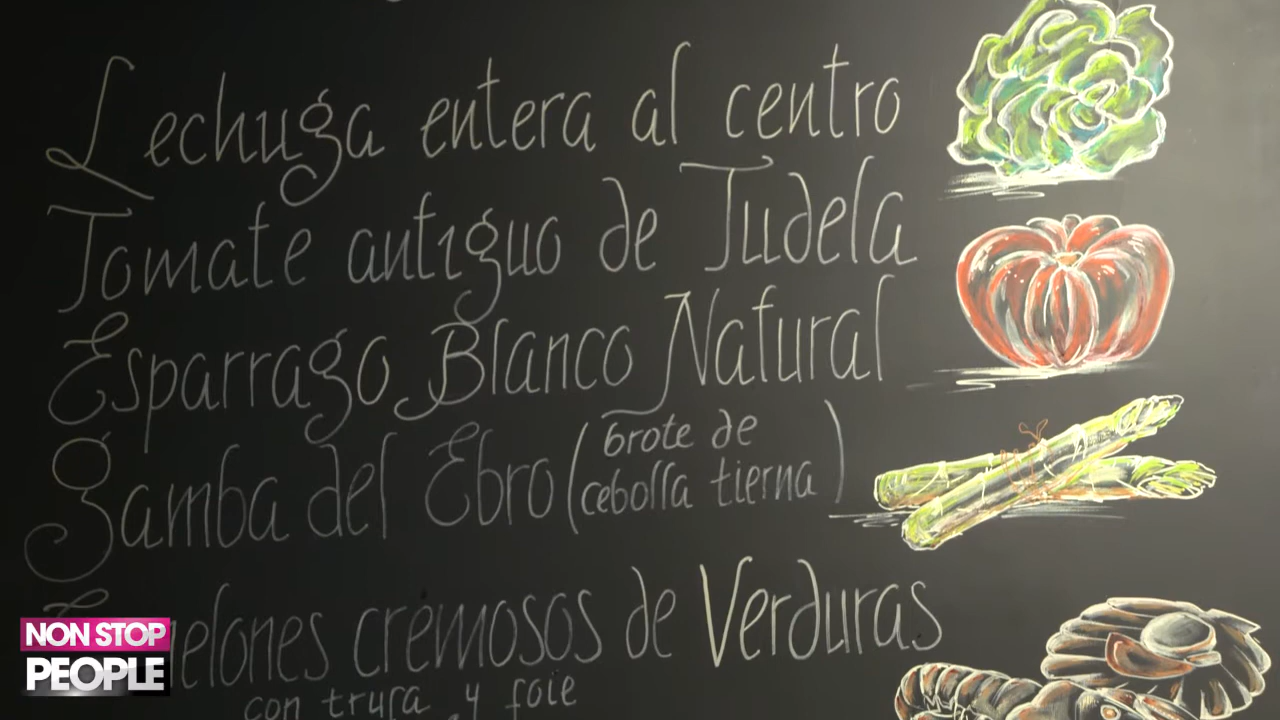 Lechuga entera al centro
Tomate antiguo de Tudela
Esparrago Blanco Natural
Gamba del Ebro (brote de
cebolla tierna)
cremosos de Verduras
con trufa y foie
NON STOP
PEOPLE